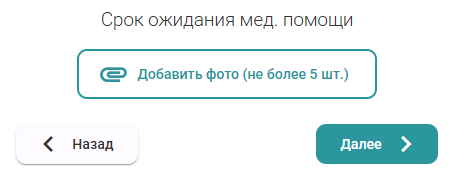 Срок ожидания мед. помощи
Добавить фото (не более 5 шт.)
Назад
Далее